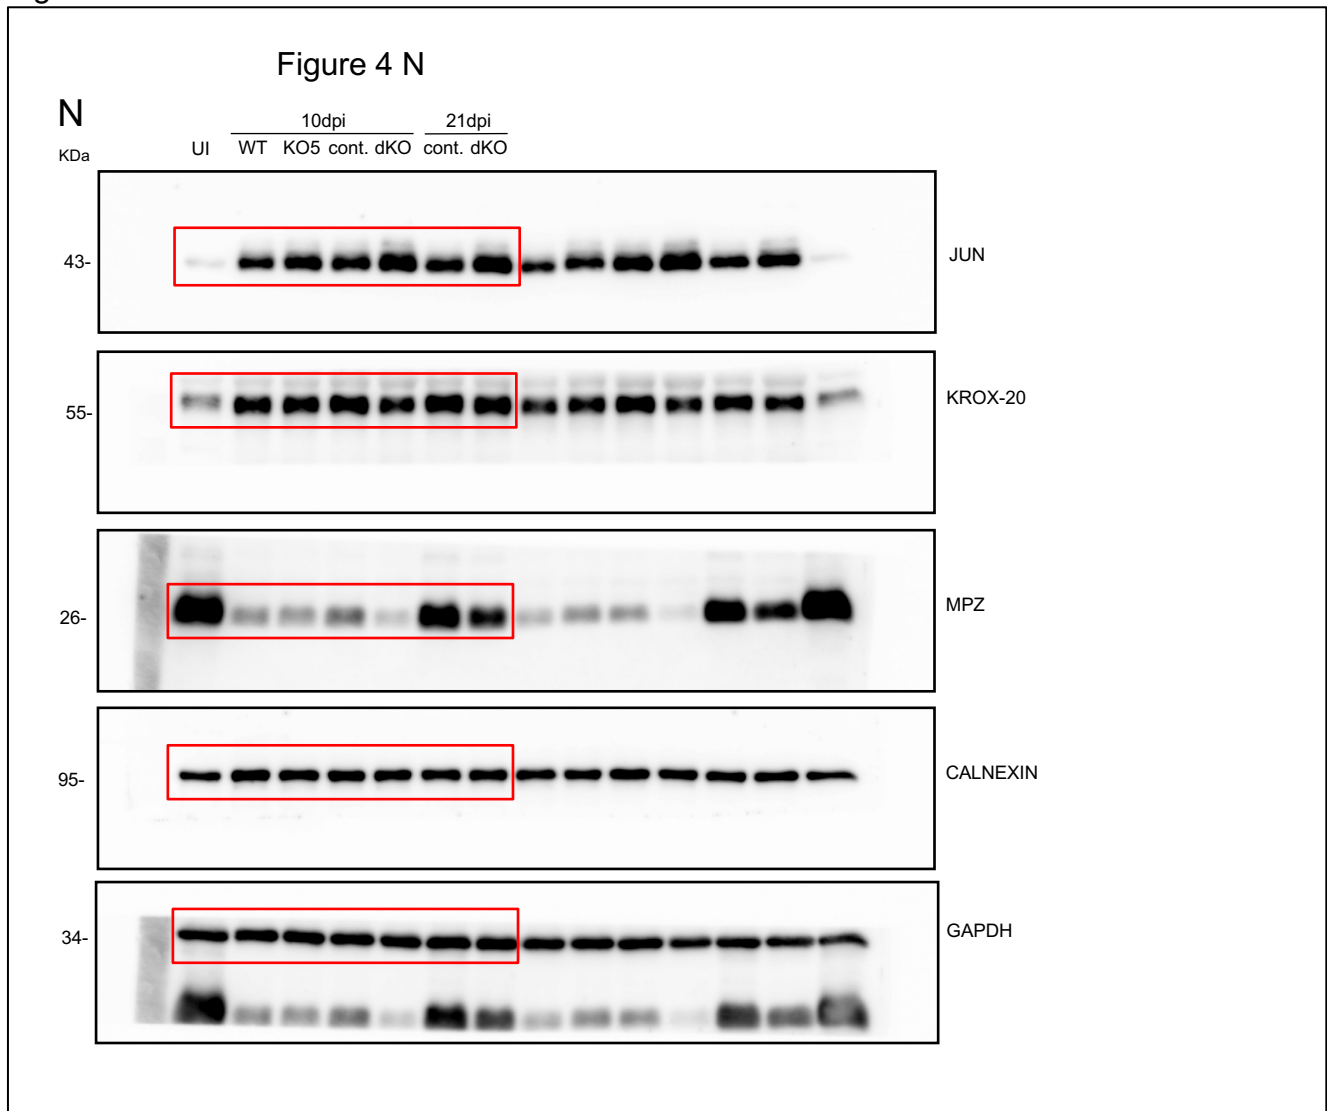 Figure 4 N
N
10dpi 21dpi
KDa UI WT KO5 cont. dKO cont. dKO
43- JUN
55- KROX-20
26- MPZ
95- CALNEXIN
34- GAPDH